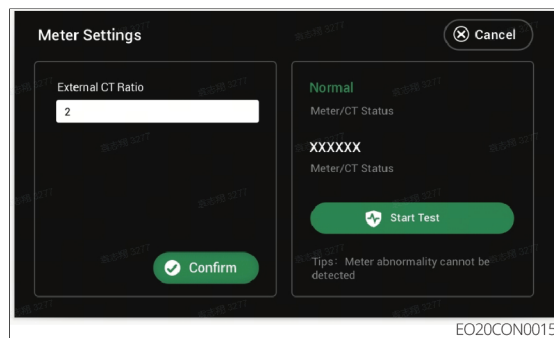 Meter Settings
Cancel
External CT Ratio
2
Confirm
Normal
Meter/CT Status
XXXXXX
Meter/CT Status
Start Test
Tips: Meter abnormality cannot be
detected
EO20CON0015